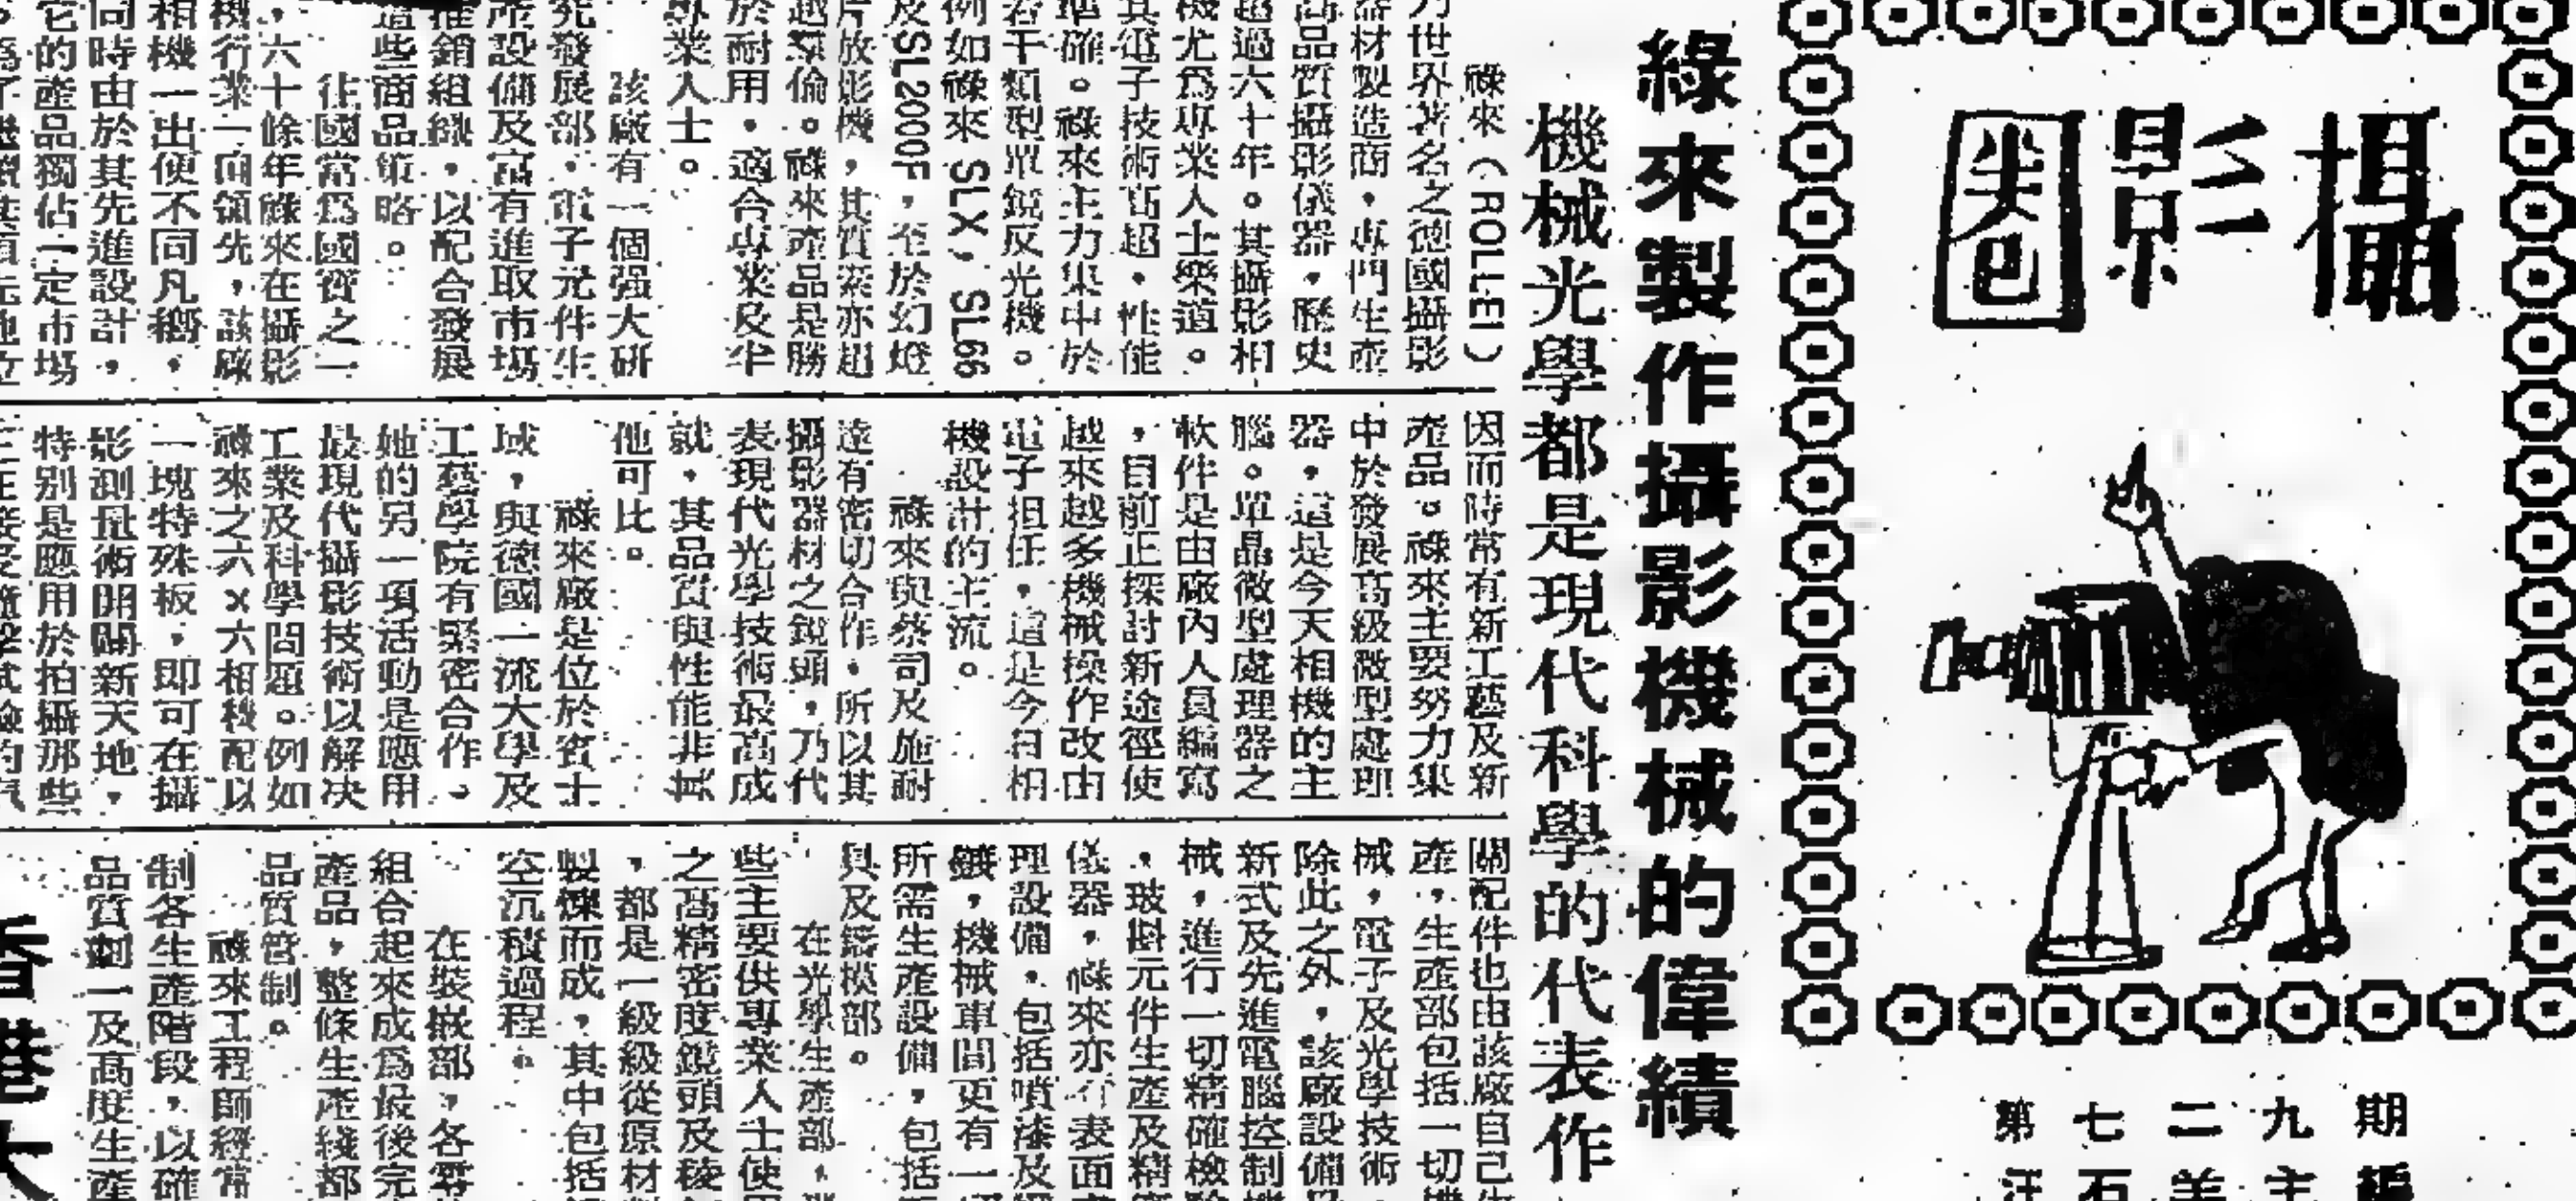 攝影圈
第七二九期
綠來製作攝影機械的偉績
機械光學都是現代科學的代表作
祿來（ROLLEI）
乃世界著名之德國攝影
器材製造商，專門生產
高品質攝影儀器，歷史
超過六十年。其攝影相
機尤爲專業人士樂道。
其電子技術高超，性能
準確。祿來主力集中於
若干類型單鏡反光機。
例如祿來 SLX，SL66
及SL2000F，至於幻燈
片放影機，其質素亦超
越羣倫。祿來產品是勝
於耐用，適合專業及半
專業人士。
該廠有一個强大研
究發展部，電子元件生
產設備及富有進取市場
推銷組織，以配合發展
這些商品策略。
往國常爲國寶之一
，六十餘年祿來在攝影
機行業一向領先，該廠
相機一出便不同凡響，
同時由於其先進設計，
它的產品獨佔一定市場
因而時常有新工藝及新
產品。祿來主要努力集
中於發展高級微型處理
器，這是今天相機的主
腦。單晶微型處理器之
軟件是由廠內人員編寫
，目前正探討新途徑使
越來越多機械操作改由
電子担任，這是今日相
機設計的主流。
祿來與蔡司及施耐
達有密切合作，所以其
攝影器材之鏡頭，乃代
表現代光學技術最高成
就，其品質與性能非其
他可比。
祿來廠是位於賓士
域，與德國一流大學及
工藝學院有緊密合作。
她的另一項活動是應用
最現代攝影技術以解決
工業及科學問題。例如
祿來之六×六相機配以
一塊特殊板，即可在攝
影測量術開闢新天地，
特别是應用於拍攝那些
關配件也由該廠自己生
產，生產部包括一切機
械，電子及光學技術。
除此之外，該廠設備
新式及先進電腦控制機
械，進行一切精確檢驗
，玻璃元件生產及精密
儀器，祿來亦有表面
理設備，包括噴漆及
鍍，機械車間更有一切
所需生產設備，包括
具及鑄模部。
在光學生產部，
些主要供專業人士使用
之高精密度鏡頭及稜
，都是一級級從原材料
製煉而成，其中包括
空沉積過程。
在裝嵌部，各零
組合起來成爲最後完
產品，整條生產綫都
品質管制。
祿來工程師經常
制各生產階段，以確
品質劃一及高度生產
香港大